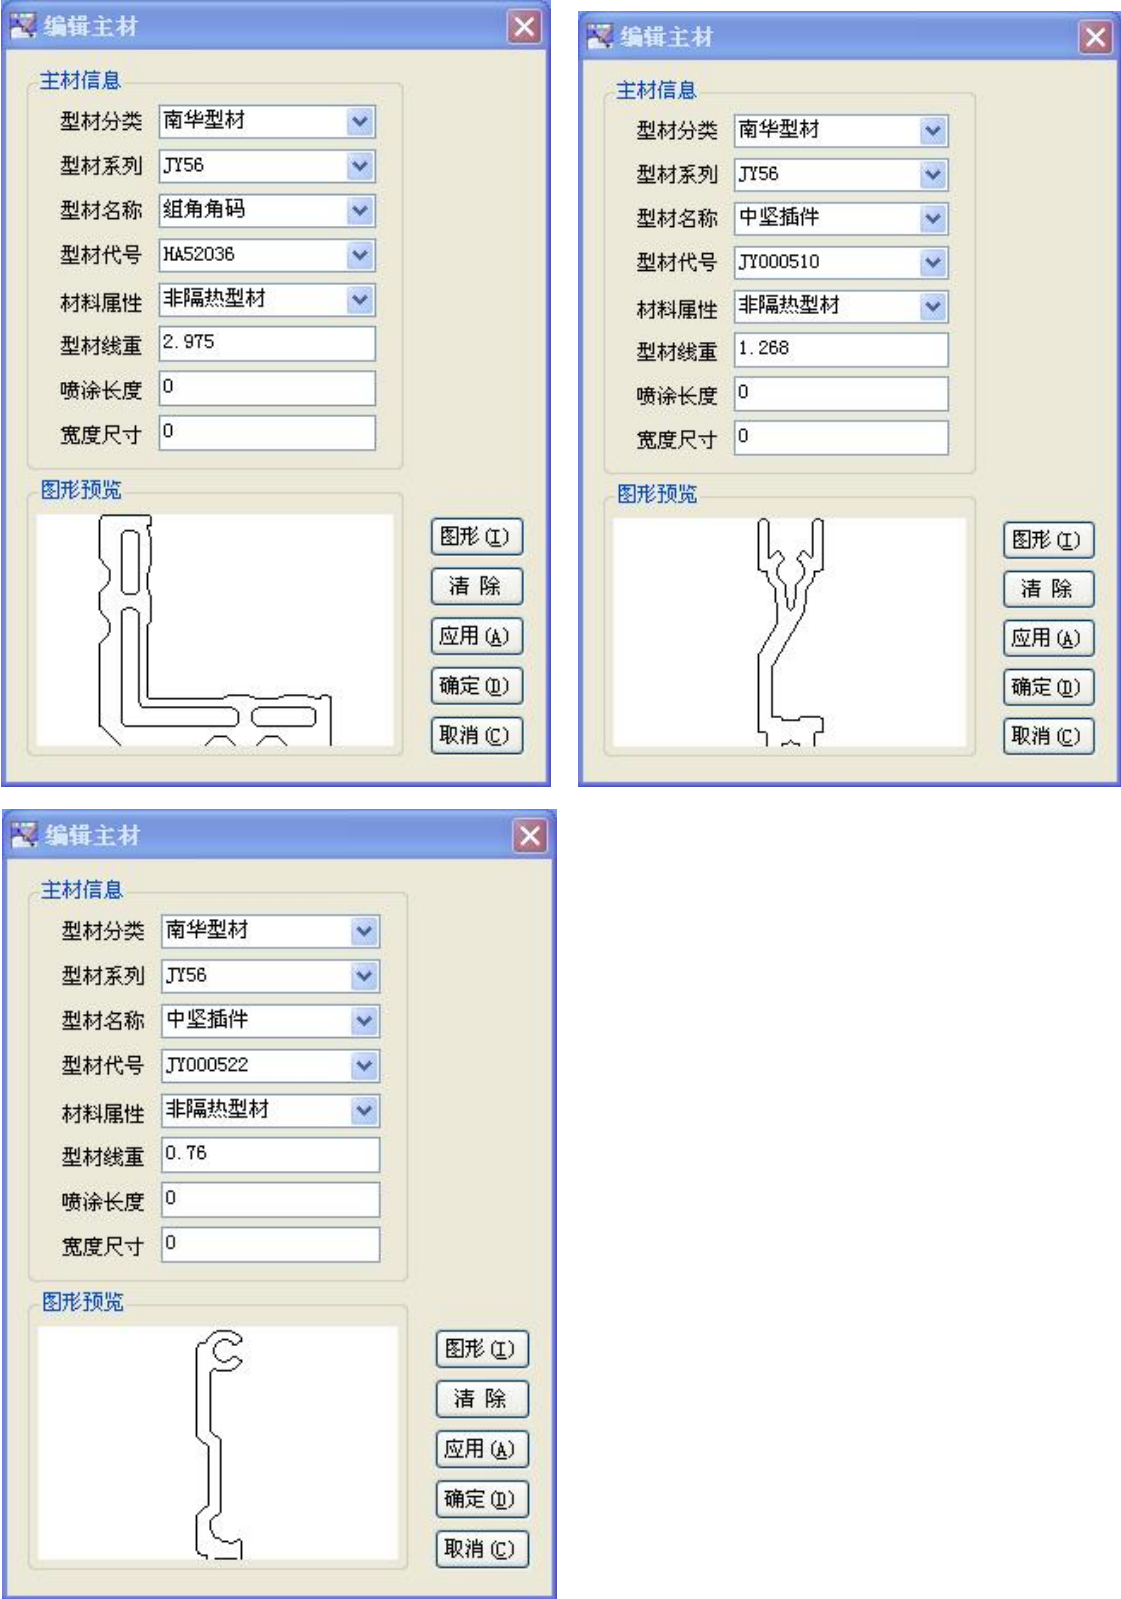 编辑主材
主材信息
型材分类 南华型材
型材系列 JY56
型材名称 组角角码
型材代号 HA52036
材料属性 非隔热型材
型材线重 2.975
喷涂长度 0
宽度尺寸 0
图形预览
图形(I)
清 除
应用(A)
确定(D)
取消(C)
编辑主材
主材信息
型材分类 南华型材
型材系列 JY56
型材名称 中坚插件
型材代号 JY000510
材料属性 非隔热型材
型材线重 1.268
喷涂长度 0
宽度尺寸 0
图形预览
图形(I)
清 除
应用(A)
确定(D)
取消(C)
编辑主材
主材信息
型材分类 南华型材
型材系列 JY56
型材名称 中坚插件
型材代号 JY000522
材料属性 非隔热型材
型材线重 0.76
喷涂长度 0
宽度尺寸 0
图形预览
图形(I)
清 除
应用(A)
确定(D)
取消(C)